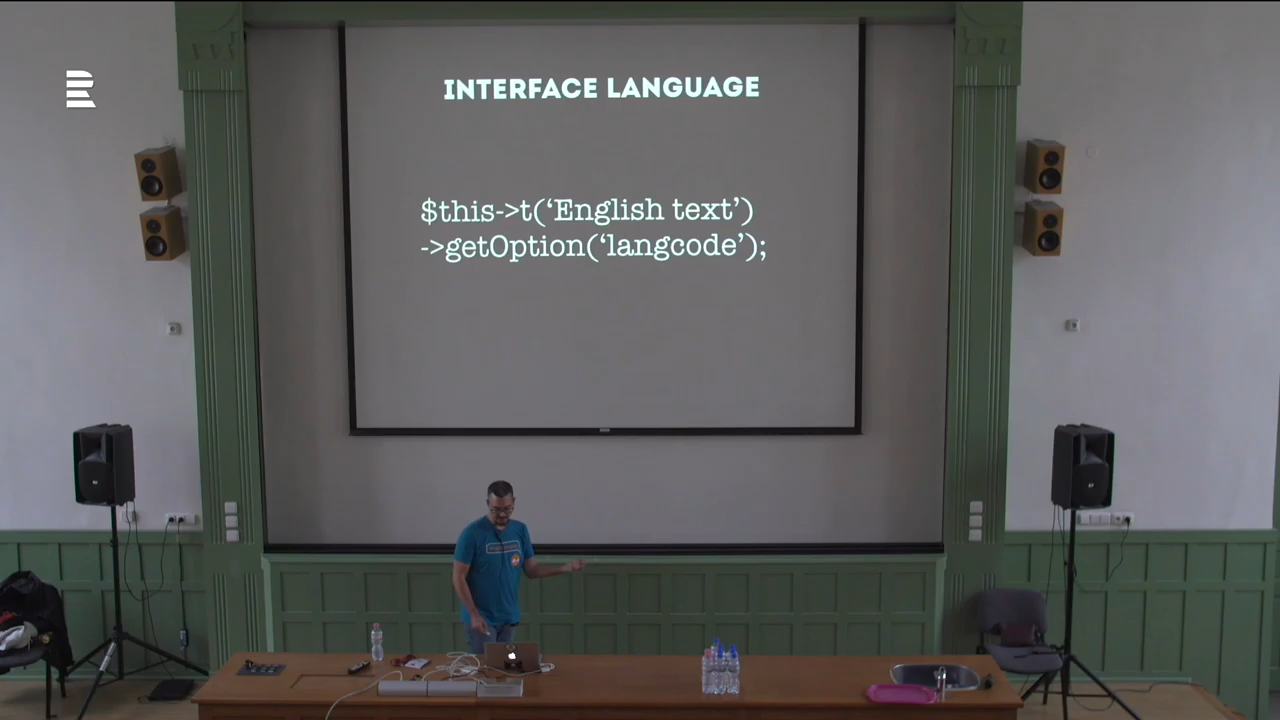 INTERFACE LANGUAGE
$this->t(‘English text’)
->getOption(‘langcode’);